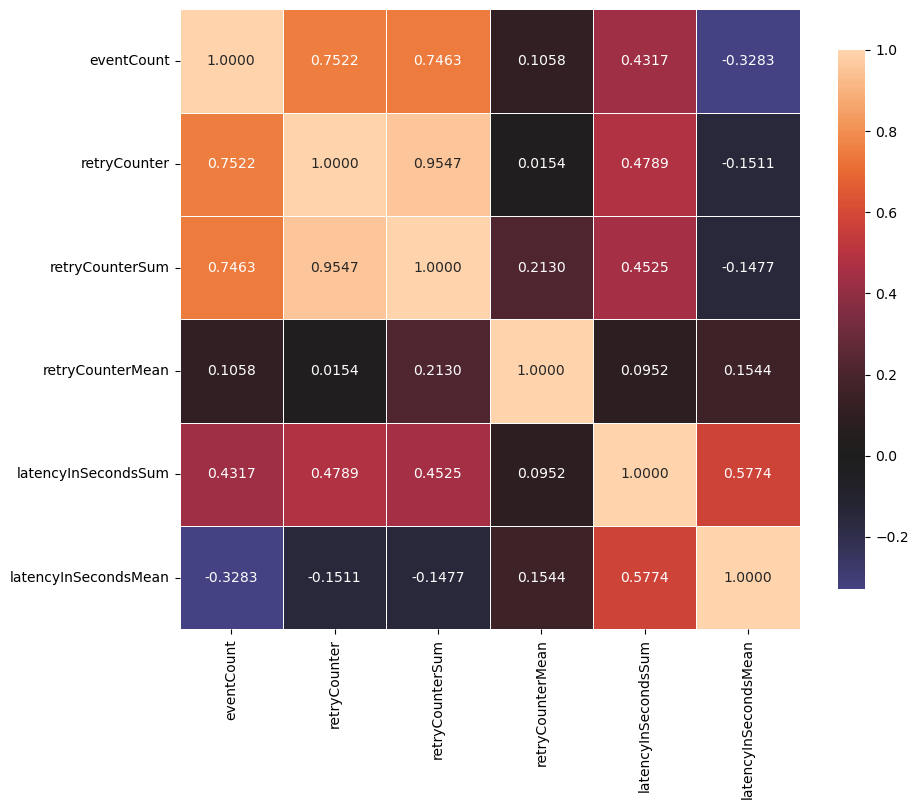 eventCount 1.0000 0.7522 0.7463 0.1058 0.4317 -0.3283
retryCounter 0.7522 1.0000 0.9547 0.0154 0.4789 -0.1511
retryCounterSum 0.7463 0.9547 1.0000 0.2130 0.4525 -0.1477
retryCounterMean 0.1058 0.0154 0.2130 1.0000 0.0952 0.1544
latencyInSecondsSum 0.4317 0.4789 0.4525 0.0952 1.0000 0.5774
latencyInSecondsMean -0.3283 -0.1511 -0.1477 0.1544 0.5774 1.0000
eventCount
retryCounter
retryCounterSum
retryCounterMean
latencyInSecondsSum
latencyInSecondsMean
1.0
0.8
0.6
0.4
0.2
0.0
−0.2